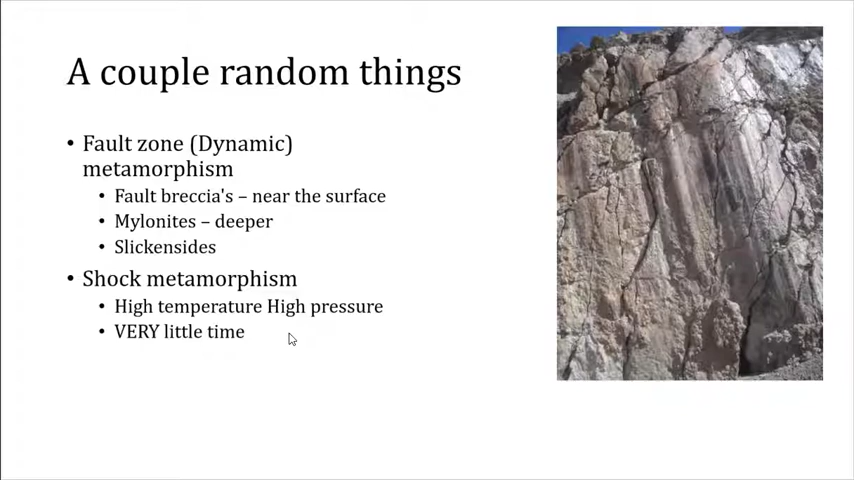 A couple random things
• Fault zone (Dynamic)
metamorphism
• Fault breccia's – near the surface
• Mylonites – deeper
• Slickensides
• Shock metamorphism
• High temperature High pressure
• VERY little time